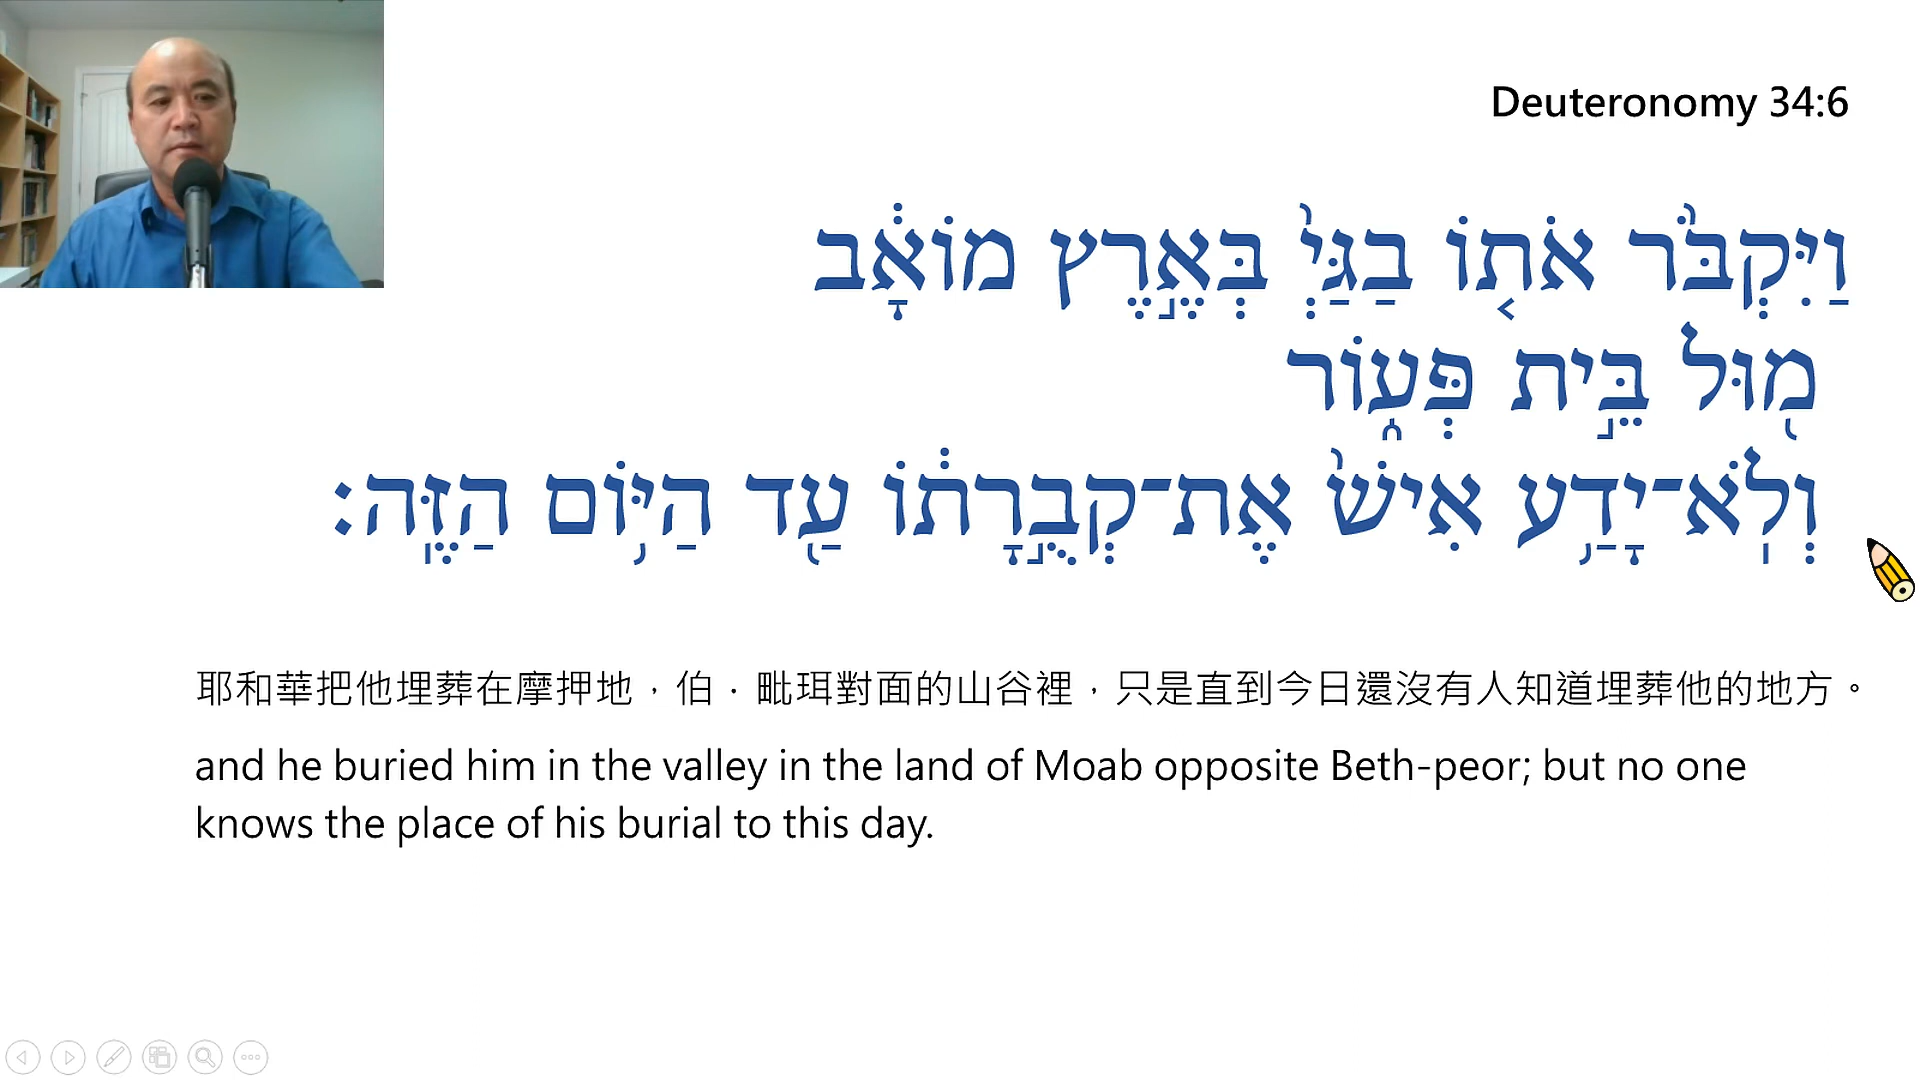 Deuteronomy 34:6
וַיִּקְבֹּ֨ר אֹת֜וֹ בַגַּ֙יְ֙ בְּאֶ֣רֶץ מוֹאָ֔ב
מ֖וּל בֵּ֣ית פְּע֑וֹר
וְלֹֽא־יָדַ֥ע אִישׁ֙ אֶת־קְבֻ֣רָת֔וֹ עַ֖ד הַיּ֥וֹם הַזֶּֽה׃
耶和華把他埋葬在摩押地，伯．毗珥對面的山谷裡，只是直到今日還沒有人知道埋葬他的地方。
and he buried him in the valley in the land of Moab opposite Beth-peor; but no one
knows the place of his burial to this day.